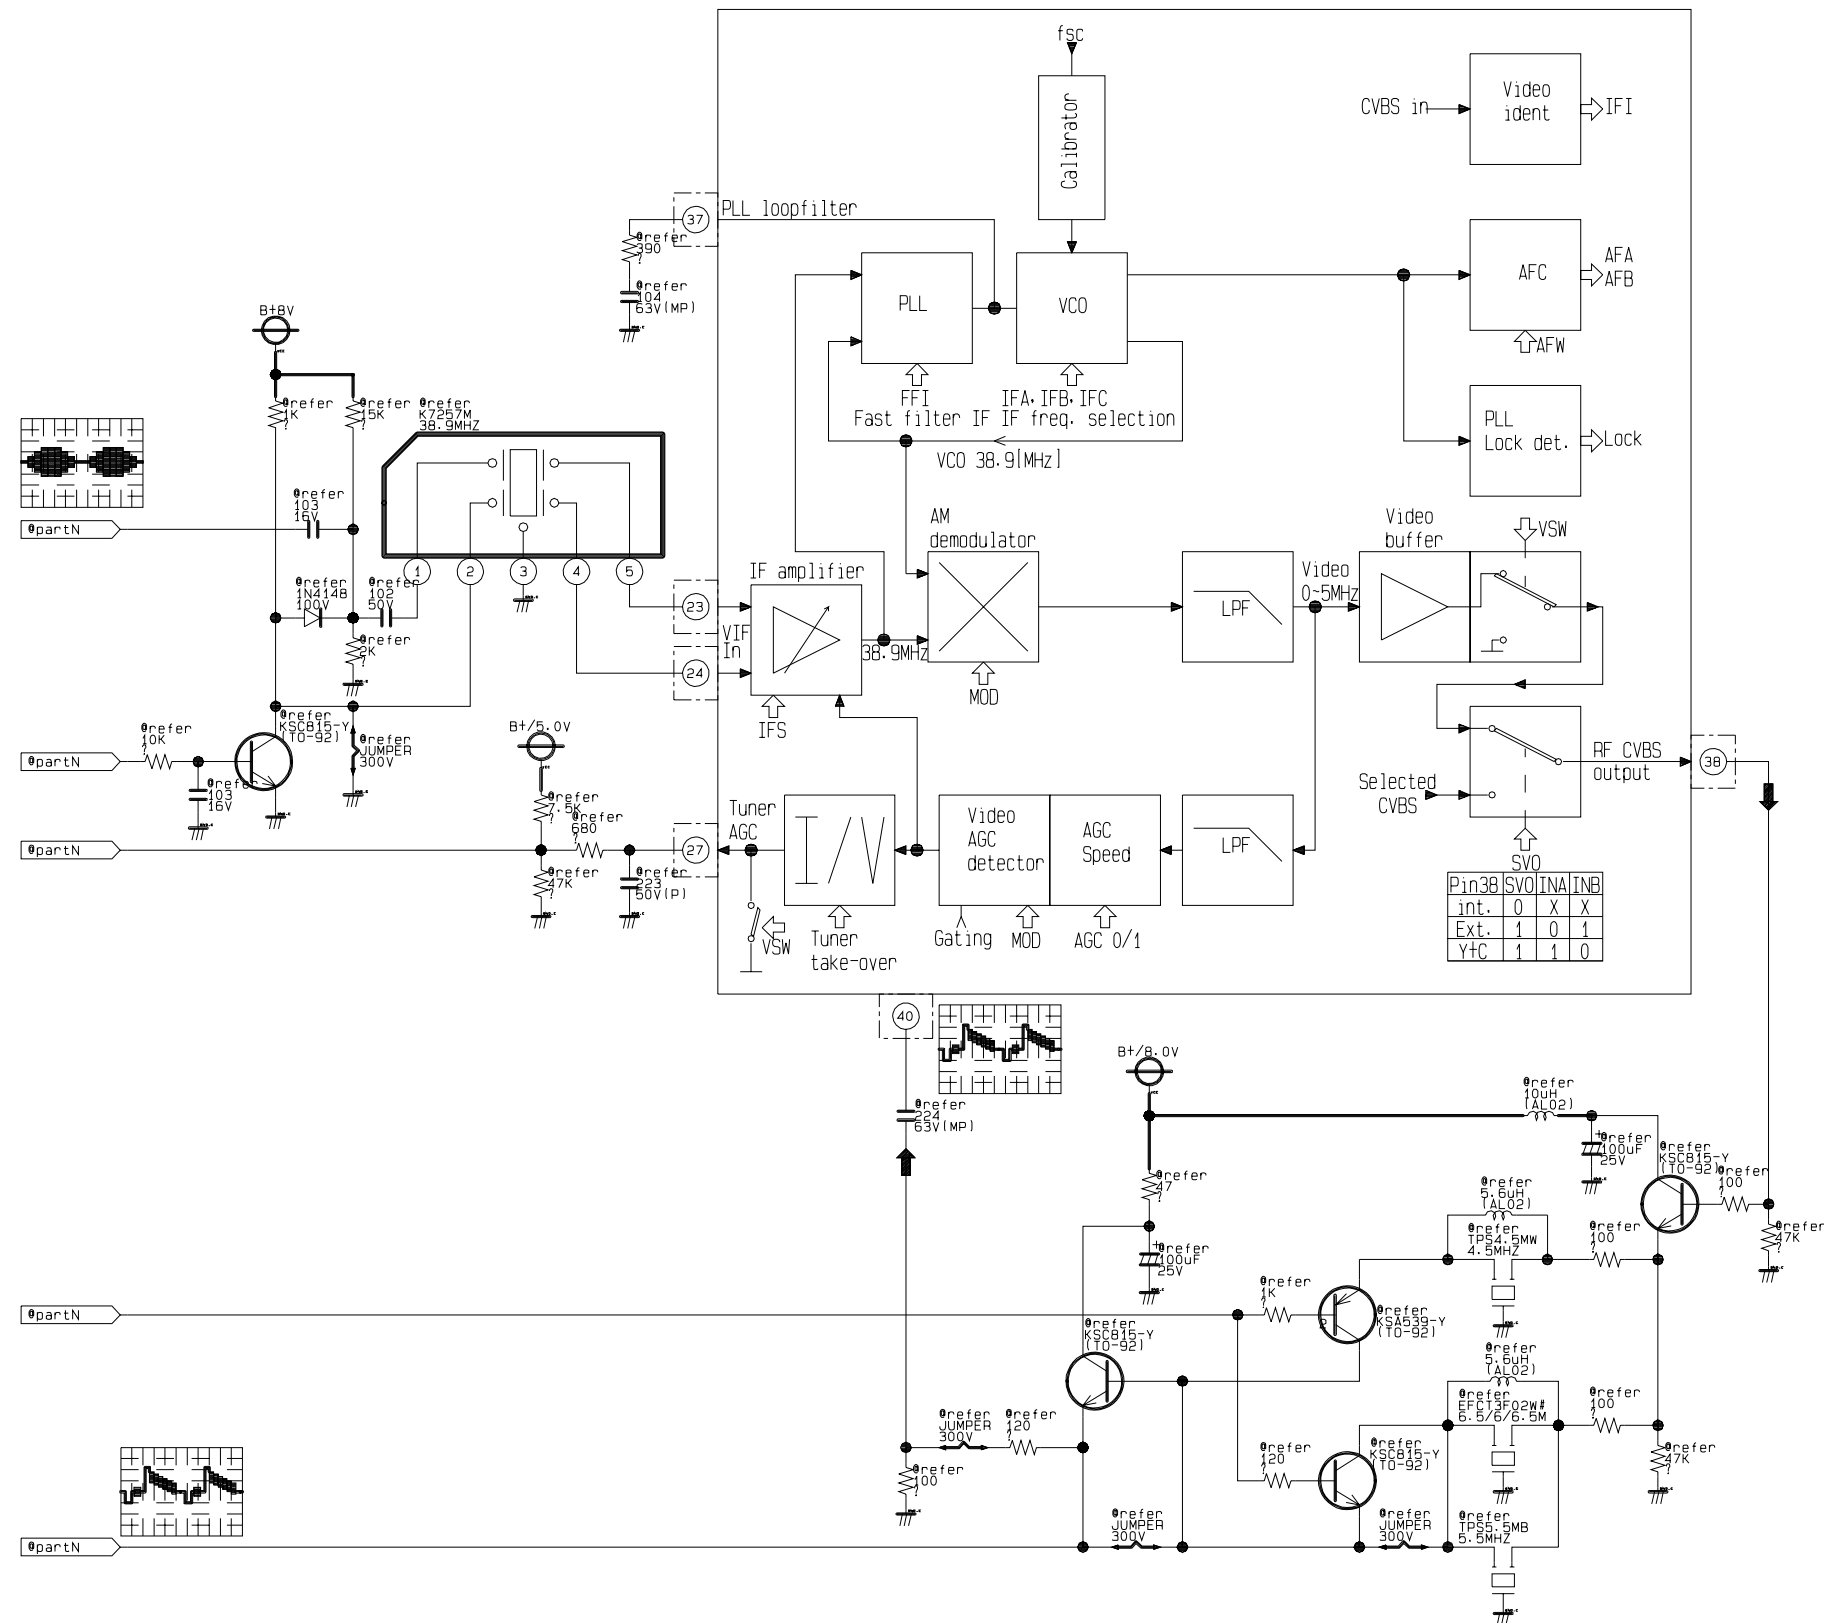 fsc
Calibrator
CVBS in
Video
ident
IFI
37
PLL loopfilter
@refer
390
?
@refer
104
63V(MP)
PLL
VCO
AFC
AFA
AFB
AFW
FFI
IFA, IFB, IFC
Fast filter IF IF freq. selection
VCO 38.9[MHz]
PLL
Lock det.
Lock
B+8V
@refer
1K
?
@refer
15K
?
@refer
K7257M
38.9MHZ
@refer
103
16V
@partN
1
2
3
4
5
@refer
1N4148
100V
@refer
102
50V
@refer
2K
?
23
VIF
In
24
IF amplifier
38.9MHz
IFS
AM
demodulator
MOD
LPF
Video
0~5MHz
Video
buffer
VSW
@refer
10K
?
@partN
@refer
103
16V
@refer
KSC815-Y
(TO-92)
@refer
JUMPER
300V
B+/5.0V
@refer
7.5K
?
@refer
680
?
@partN
@refer
47K
?
@refer
223
50V(P)
27
Tuner
AGC
VSW
Tuner
take-over
Video
AGC
detector
AGC
Speed
Gating
MOD
AGC 0/1
LPF
Selected
CVBS
RF CVBS
output
38
SVO
Pin38 SVO INA INB
int. 0 X X
Ext. 1 0 1
Y+C 1 1 0
40
@refer
224
63V(MP)
B+/8.0V
@refer
47
?
@refer
100uF
25V
@refer
10uH
(AL02)
@refer
100uF
25V
@refer
KSC815-Y
(TO-92)
@refer
100
?
@refer
47K
?
@refer
5.6uH
(AL02)
@refer
TPS4.5MW
4.5MHZ
@refer
100
?
@partN
@refer
1K
?
@refer
KSA539-Y
(TO-92)
@refer
KSC815-Y
(TO-92)
@refer
5.6uH
(AL02)
@refer
EFCT3F02W#
6.5/6/6.5M
@refer
100
?
@refer
JUMPER
300V
@refer
120
?
@refer
100
?
@refer
120
?
@refer
KSC815-Y
(TO-92)
@refer
47K
?
@partN
@refer
JUMPER
300V
@refer
JUMPER
300V
@refer
TPS5.5MB
5.5MHZ